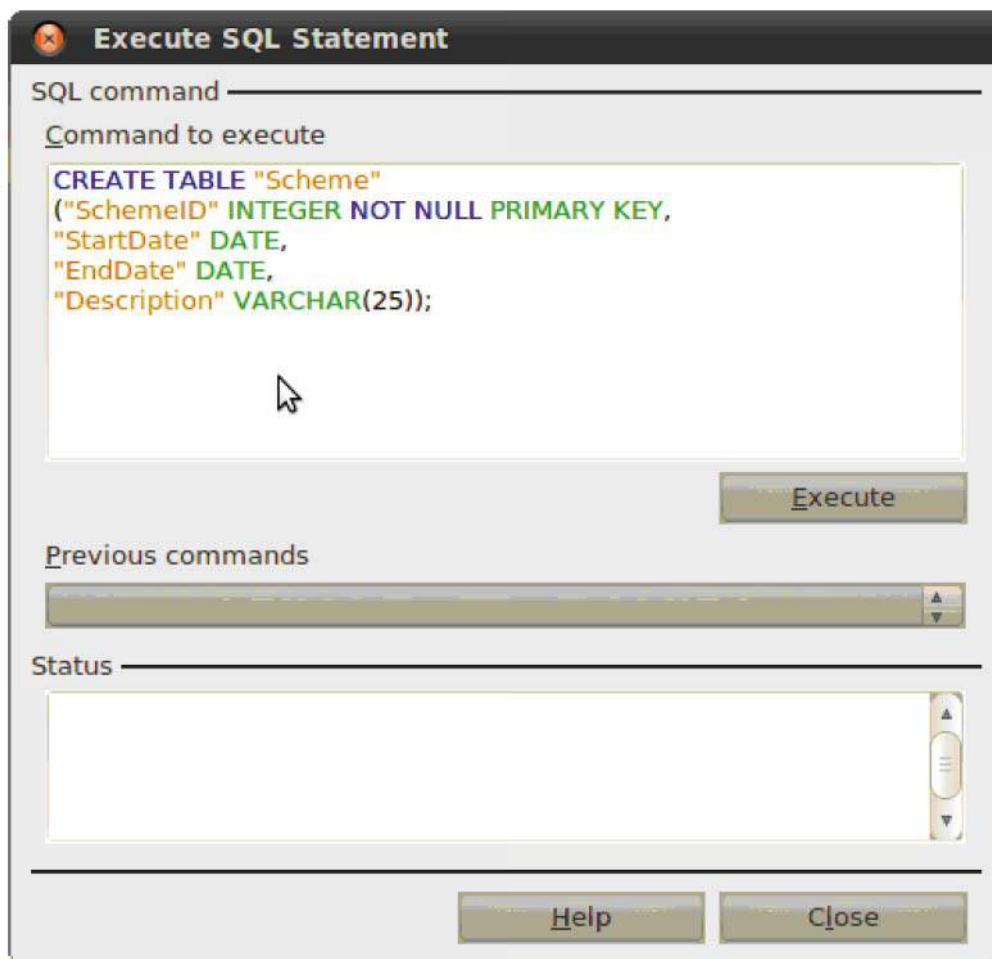 Execute SQL Statement
SQL command
Command to execute
CREATE TABLE "Scheme"
("SchemeID" INTEGER NOT NULL PRIMARY KEY,
"StartDate" DATE,
"EndDate" DATE,
"Description" VARCHAR(25));
Execute
Previous commands
Status
Help
Close